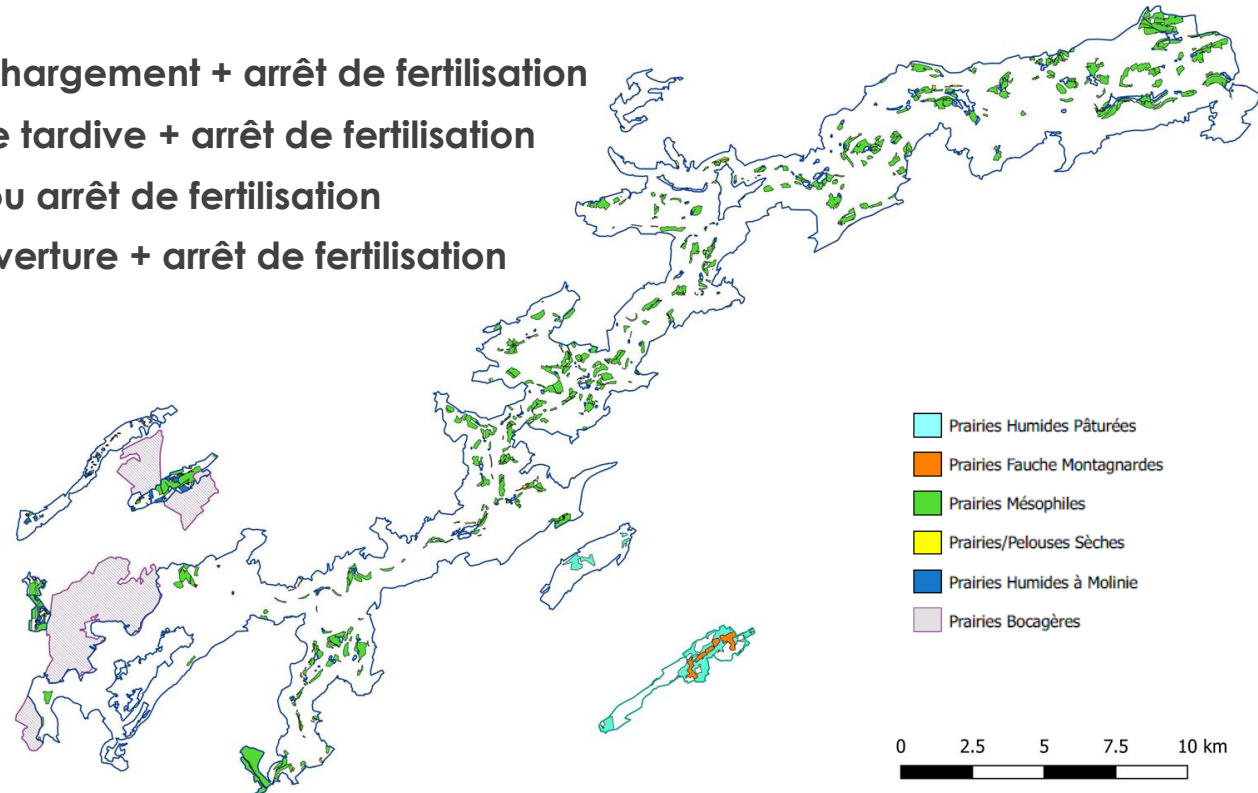 hargement + arrêt de fertilisation
e tardive + arrêt de fertilisation
ou arrêt de fertilisation
verture + arrêt de fertilisation
Prairies Humides Pâturées
Prairies Fauche Montagnardes
Prairies Mésophiles
Prairies/Pelouses Sèches
Prairies Humides à Molinie
Prairies Bocagères
0 2.5 5 7.5 10 km